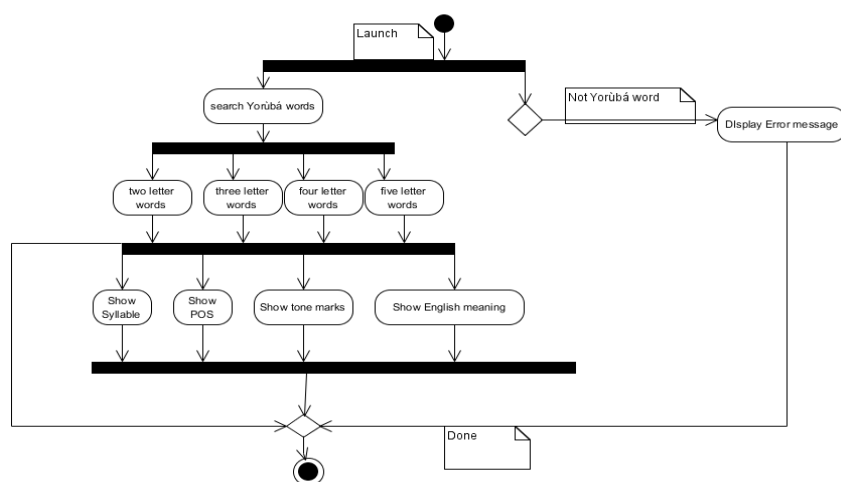 Launch
search Yorùbá words
Not Yorùbá word
DIsplay Error message
two letter
words
three letter
words
four letter
words
five letter
words
Show
Syllable
Show
POS
Show tone marks
Show English meaning
Done